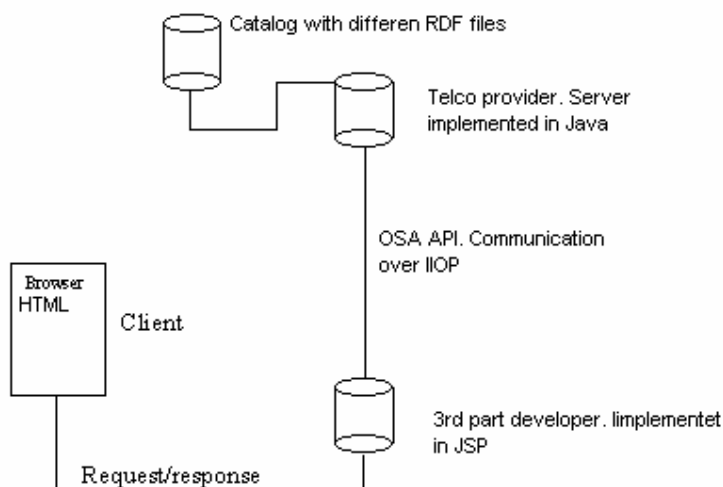 Catalog with differen RDF files
Telco provider. Server
implemented in Java
OSA API. Communication
over IIOP
Browser
HTML
Client
3rd part developer. Iimplementet
in JSP
Request/response